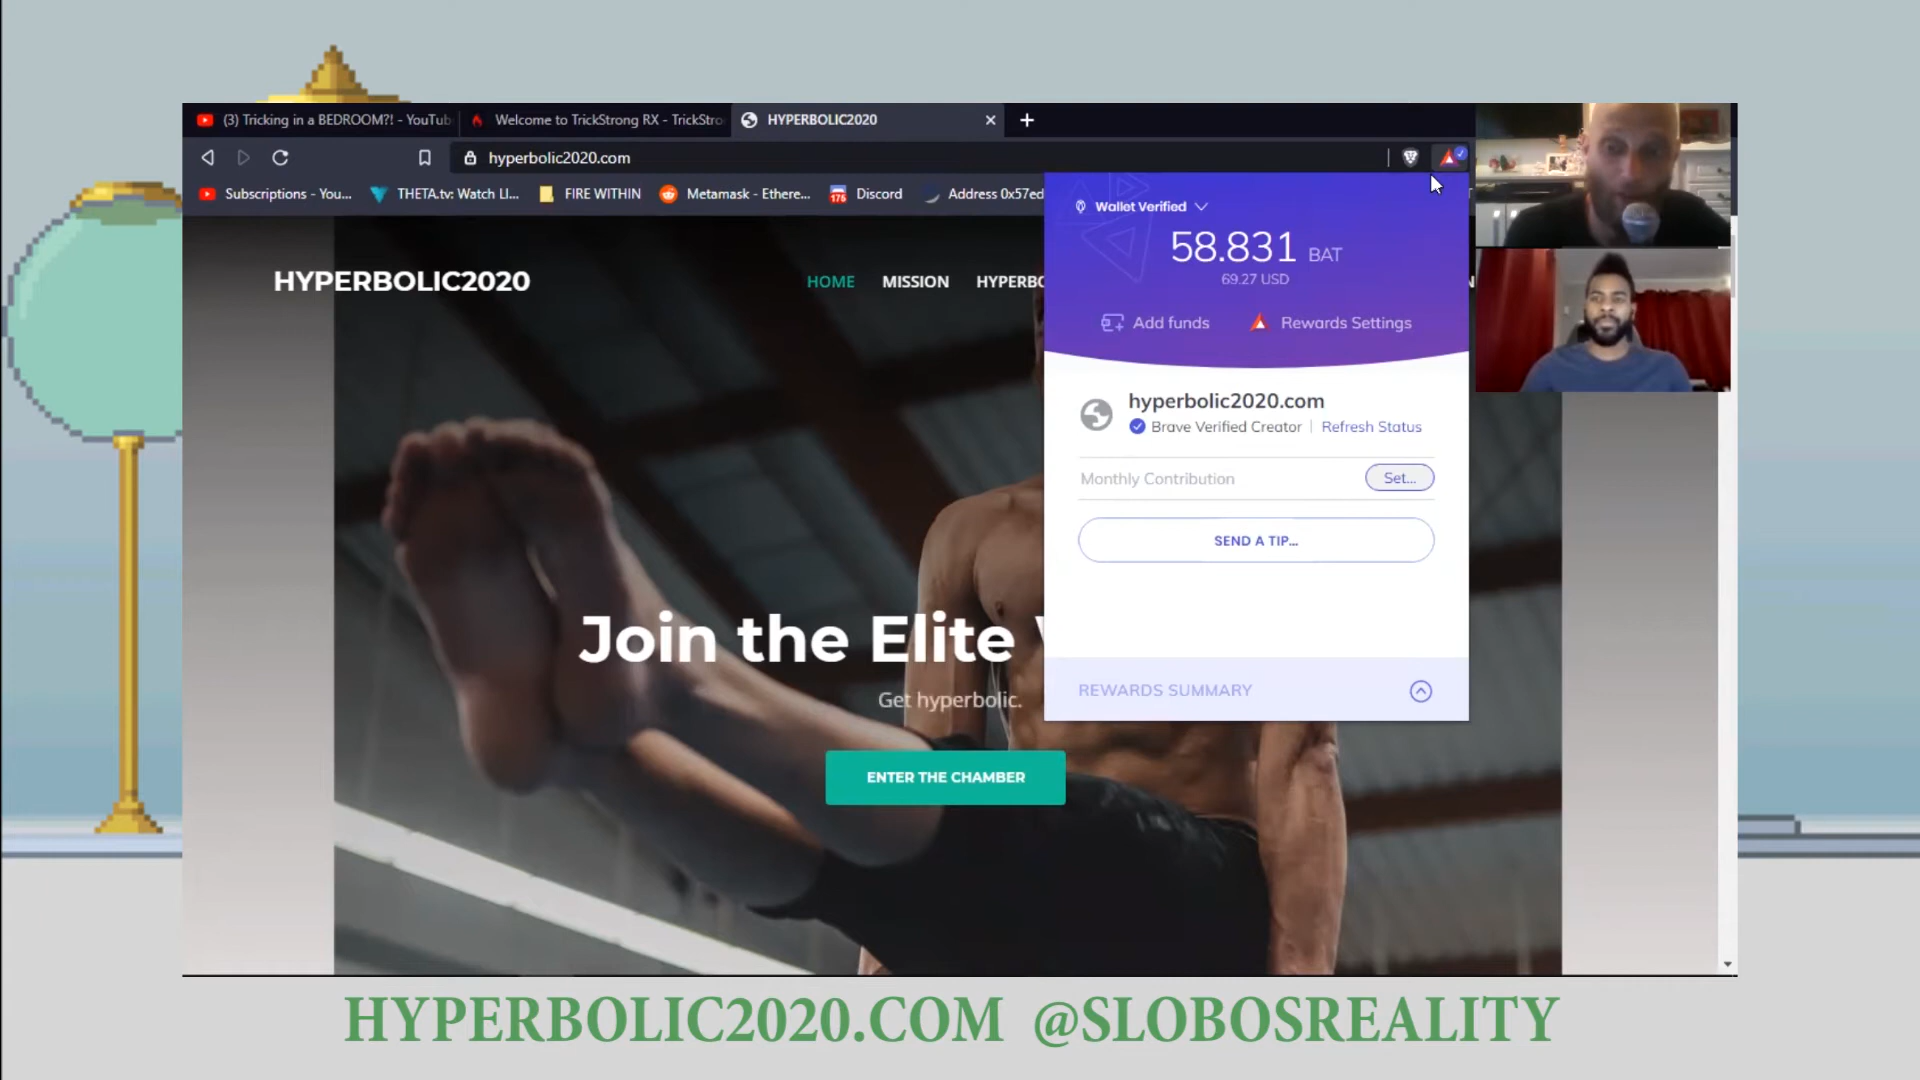 (3) Tricking in a BEDROOM?! - YouTub
Welcome to TrickStrong RX - TrickStro
HYPERBOLIC2020
hyperbolic2020.com
Subscriptions - You...
THETA.tv: Watch LI...
FIRE WITHIN
Metamask - Ethere...
176
Discord
Address 0x57ed
Wallet Verified
58.831 BAT
69.27 USD
Add funds
Rewards Settings
HYPERBOLIC2020
HOME
MISSION
HYPERBO
hyperbolic2020.com
Brave Verified Creator | Refresh Status
Monthly Contribution
Set...
SEND A TIP...
Join the Elite
Get hyperbolic.
REWARDS SUMMARY
ENTER THE CHAMBER
HYPERBOLIC2020.COM @SLOBOSREALITY